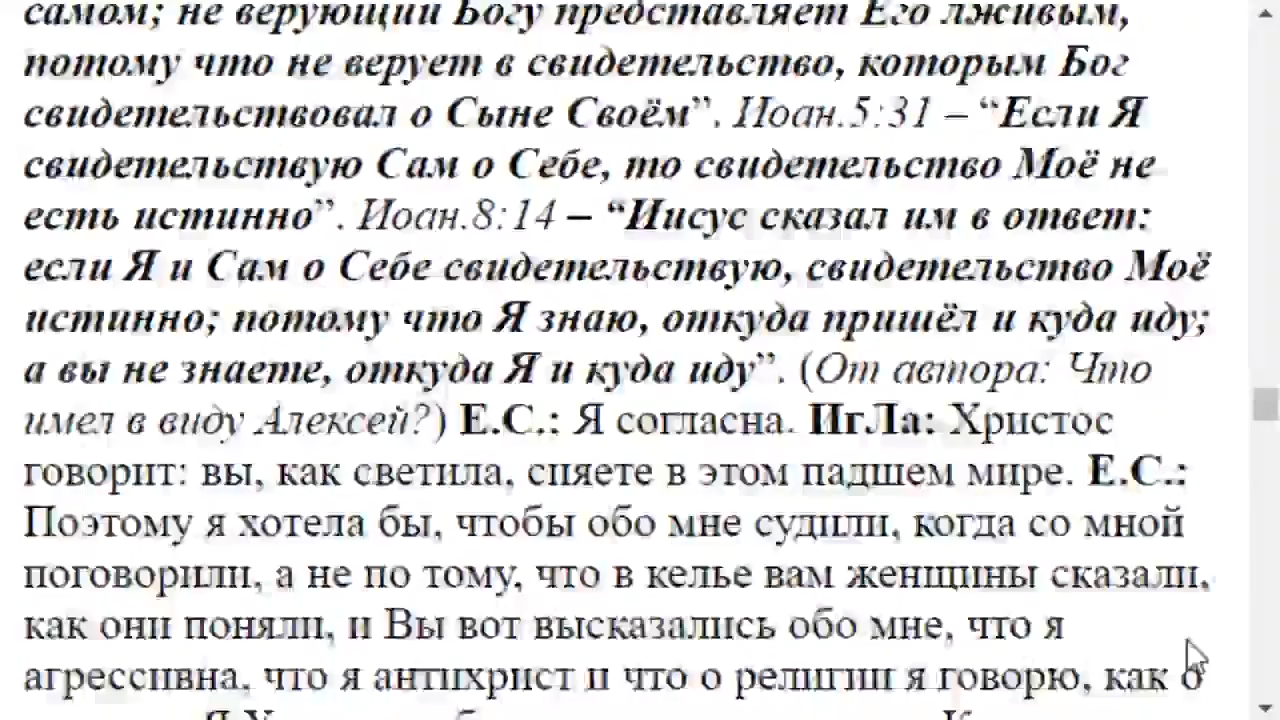 самом; не верующий Богу представляет Его лживым,
потому что не верует в свидетельство, которым Бог
свидетельствовал о Сыне Своём”. Иоан.5:31 – “Если Я
свидетельствую Сам о Себе, то свидетельство Моё не
есть истинно”. Иоан.8:14 – “Иисус сказал им в ответ:
если Я и Сам о Себе свидетельствую, свидетельство Моё
истинно; потому что Я знаю, откуда пришёл и куда иду;
а вы не знаете, откуда Я и куда иду”. (От автора: Что
имел в виду Алексей?) Е.С.: Я согласна. ИгЛа: Христос
говорит: вы, как светила, сияете в этом падшем мире. Е.С.:
Поэтому я хотела бы, чтобы обо мне судили, когда со мной
поговорили, а не по тому, что в келье вам женщины сказали,
как они поняли, и Вы вот высказались обо мне, что я
агрессивна, что я антихрист и что о религии я говорю, как о